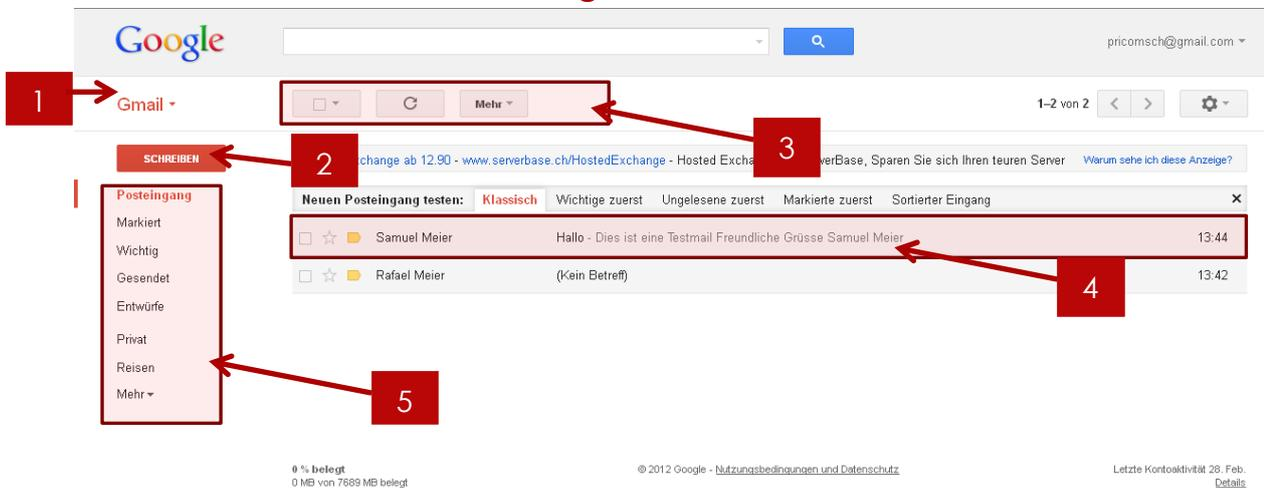 Google
pricomsch@gmail.com
1
Gmail
Mehr
1–2 von 2
3
SCHREIBEN
2
change ab 12.90 - www.serverbase.ch/HostedExchange - Hosted Excha verBase, Sparen Sie sich Ihren teuren Server Warum sehe ich diese Anzeige?
Posteingang
Neuen Posteingang testen: Klassisch Wichtige zuerst Ungelesene zuerst Markierte zuerst Sortierter Eingang
Markiert
Samuel Meier Hallo - Dies ist eine Testmail Freundliche Grüsse Samuel Meier 13:44
Wichtig
Gesendet
Rafael Meier (Kein Betreff) 13:42
4
Entwürfe
Privat
Reisen
Mehr
5
0 % belegt
0 MB von 7689 MB belegt
© 2012 Google - Nutzungsbedingungen und Datenschutz
Letzte Kontoaktivität 28. Feb.
Details